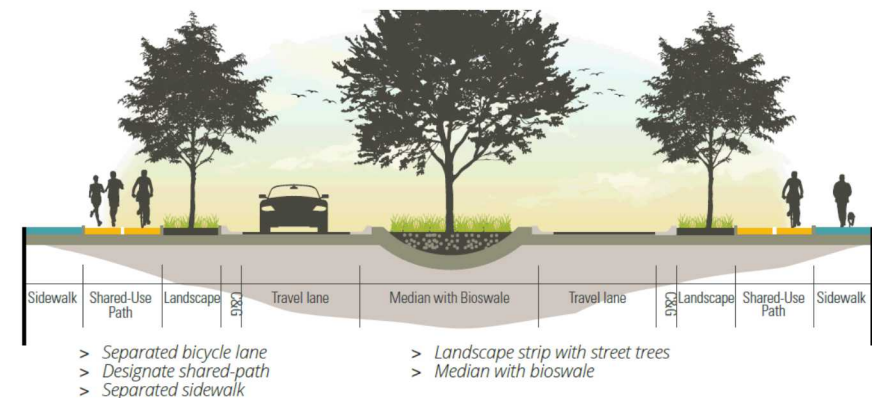 Sidewalk Shared-Use Path Landscape C&G Travel lane Median with Bioswale Travel lane C&G Landscape Shared-Use Path Sidewalk
> Separated bicycle lane
> Designate shared-path
> Separated sidewalk
> Landscape strip with street trees
> Median with bioswale